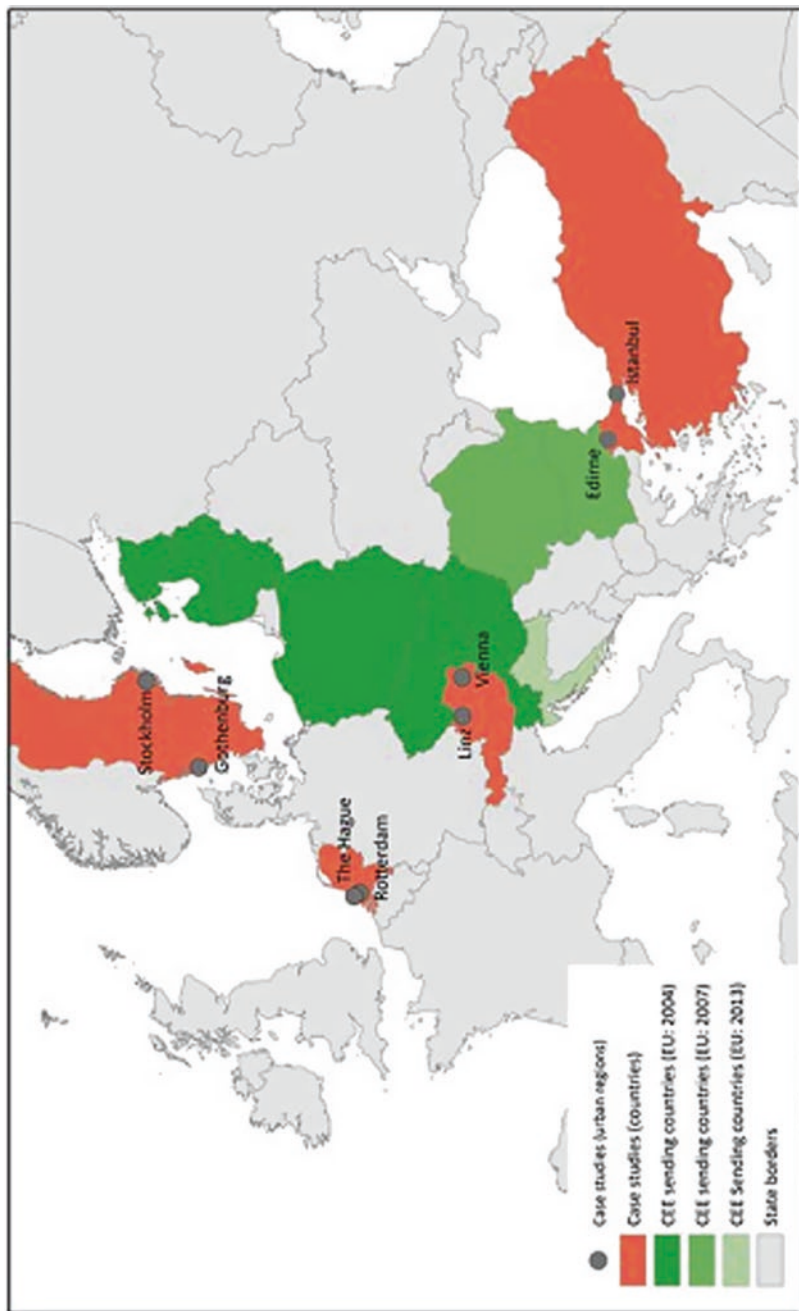 Stockholm
Gothenburg
The Hague
Rotterdam
Linz
Vienna
Edirne
Istanbul
Case studies (urban regions)
Case studies (countries)
CEE sending countries (EU: 2004)
CEE sending countries (EU: 2007)
CEE Sending countries (EU: 2013)
State borders